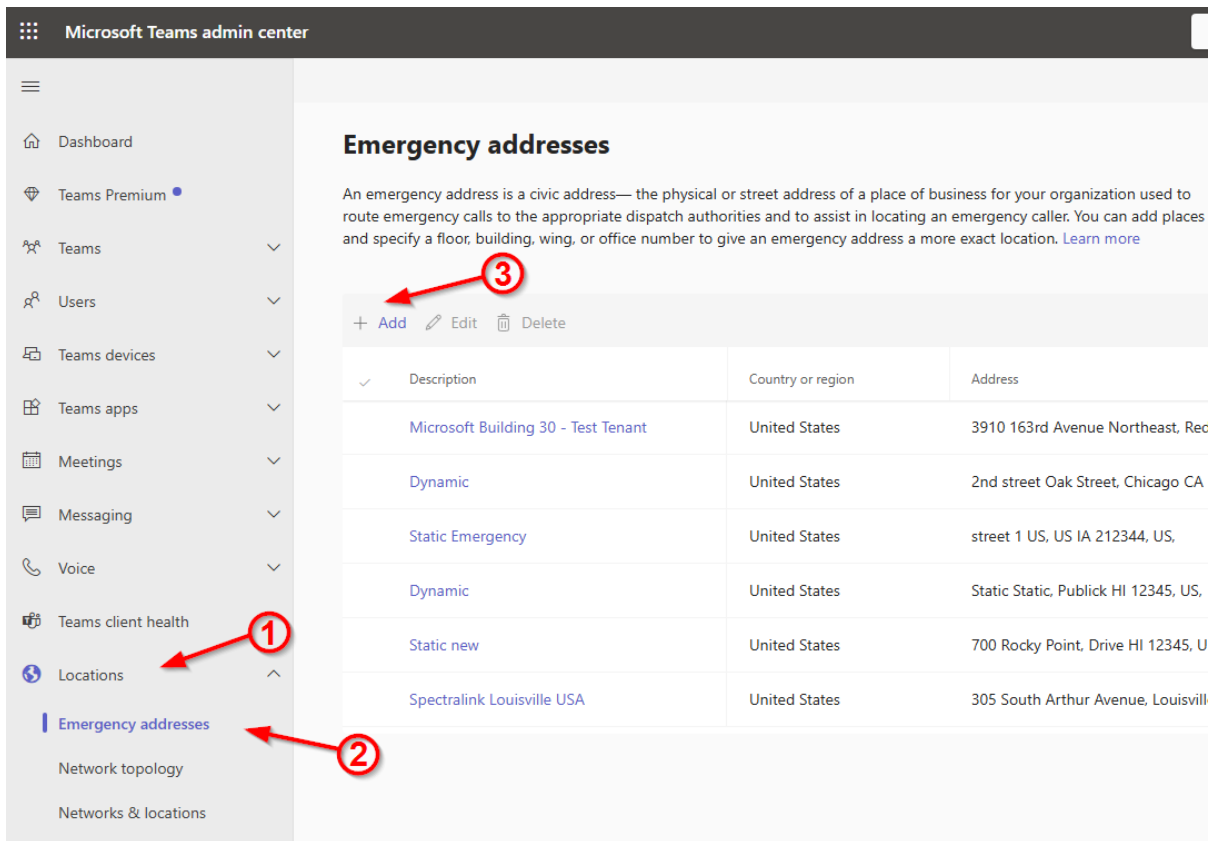 Microsoft Teams admin center
Dashboard
Teams Premium
Teams
Users
Teams devices
Teams apps
Meetings
Messaging
Voice
Teams client health
1
Locations
Emergency addresses
2
Network topology
Networks & locations
Emergency addresses
An emergency address is a civic address— the physical or street address of a place of business for your organization used to
route emergency calls to the appropriate dispatch authorities and to assist in locating an emergency caller. You can add places
and specify a floor, building, wing, or office number to give an emergency address a more exact location. Learn more
3
+ Add Edit Delete
Description Country or region Address
Microsoft Building 30 - Test Tenant United States 3910 163rd Avenue Northeast, Red
Dynamic United States 2nd street Oak Street, Chicago CA
Static Emergency United States street 1 US, US IA 212344, US,
Dynamic United States Static Static, Publick HI 12345, US,
Static new United States 700 Rocky Point, Drive HI 12345, U
Spectralink Louisville USA United States 305 South Arthur Avenue, Louisvill